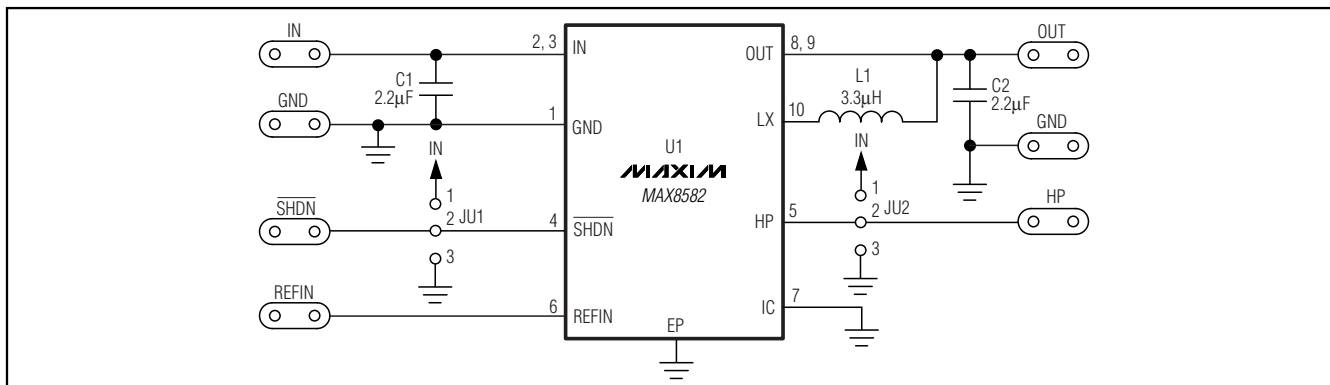 IN
GND
SHDN
REFIN
C1
2.2µF
IN
1
2
JU1
3
2, 3
IN
1
GND
4
SHDN
6
REFIN
U1
MAXIM
MAX8582
EP
OUT
8, 9
LX
10
HP
5
IC
7
L1
3.3µH
IN
1
2
JU2
3
C2
2.2µF
OUT
GND
HP